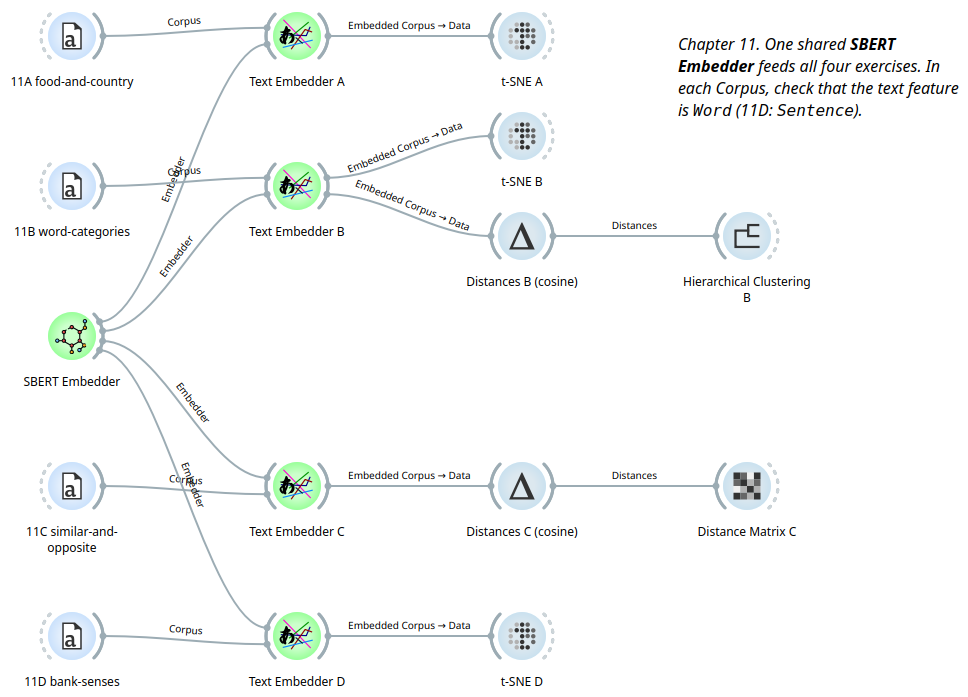 Corpus
Embedded Corpus → Data
11A food-and-country
Text Embedder A
t-SNE A
Chapter 11. One shared SBERT
Embedder feeds all four exercises. In
each Corpus, check that the text feature
is Word (11D: Sentence).
Embedder
Corpus
Embedded Corpus → Data
t-SNE B
Embedded Corpus → Data
11B word-categories
Text Embedder B
Distances
Distances B (cosine)
Hierarchical Clustering
B
Embedder
SBERT Embedder
Embedder
Embedder
Corpus
Embedded Corpus → Data
Distances
11C similar-and-
opposite
Text Embedder C
Distances C (cosine)
Distance Matrix C
Corpus
Embedded Corpus → Data
11D bank-senses
Text Embedder D
t-SNE D
a
a
a
a
あ
あ
あ
あ